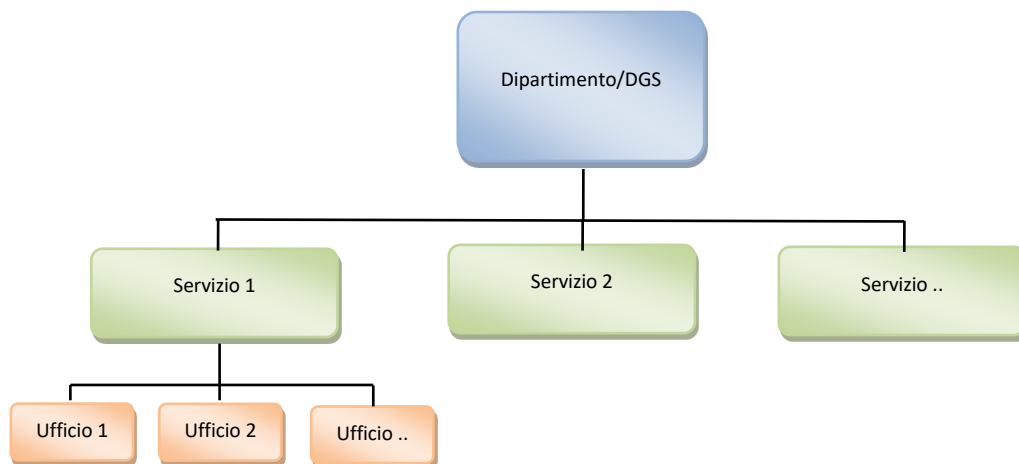 Dipartimento/DGS
Servizio 1
Servizio 2
Servizio ..
Ufficio 1
Ufficio 2
Ufficio ..